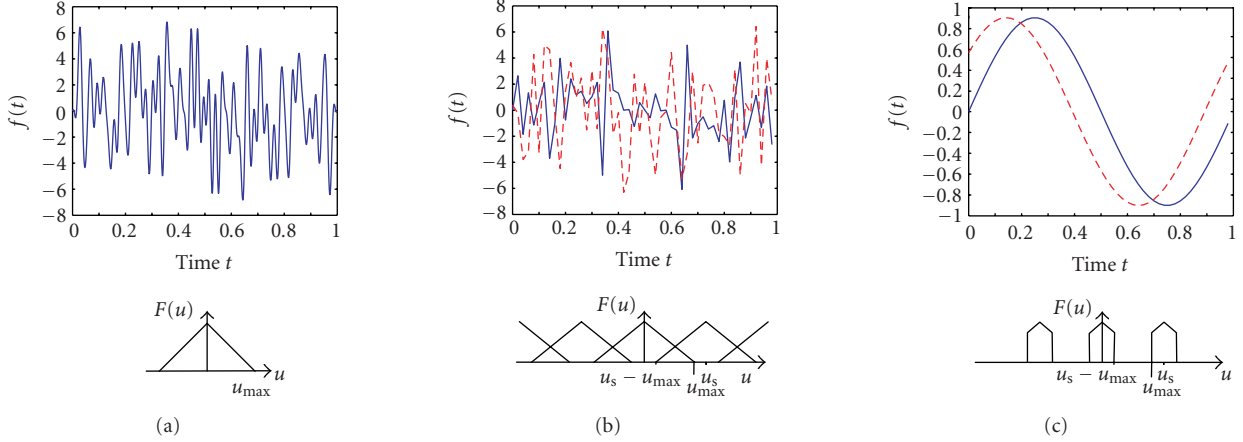 8
6
4
2
0
−2
−4
−6
−8
f(t)
0 0.2 0.4 0.6 0.8 1
Time t
F(u)
u_max
u
(a)
8
6
4
2
0
−2
−4
−6
−8
f(t)
0 0.2 0.4 0.6 0.8 1
Time t
F(u)
u_s − u_max
u_max
u_s
u
(b)
1
0.8
0.6
0.4
0.2
0
−0.2
−0.4
−0.6
−0.8
−1
f(t)
0 0.2 0.4 0.6 0.8 1
Time t
F(u)
u_s − u_max
u_max
u_s
u
(c)